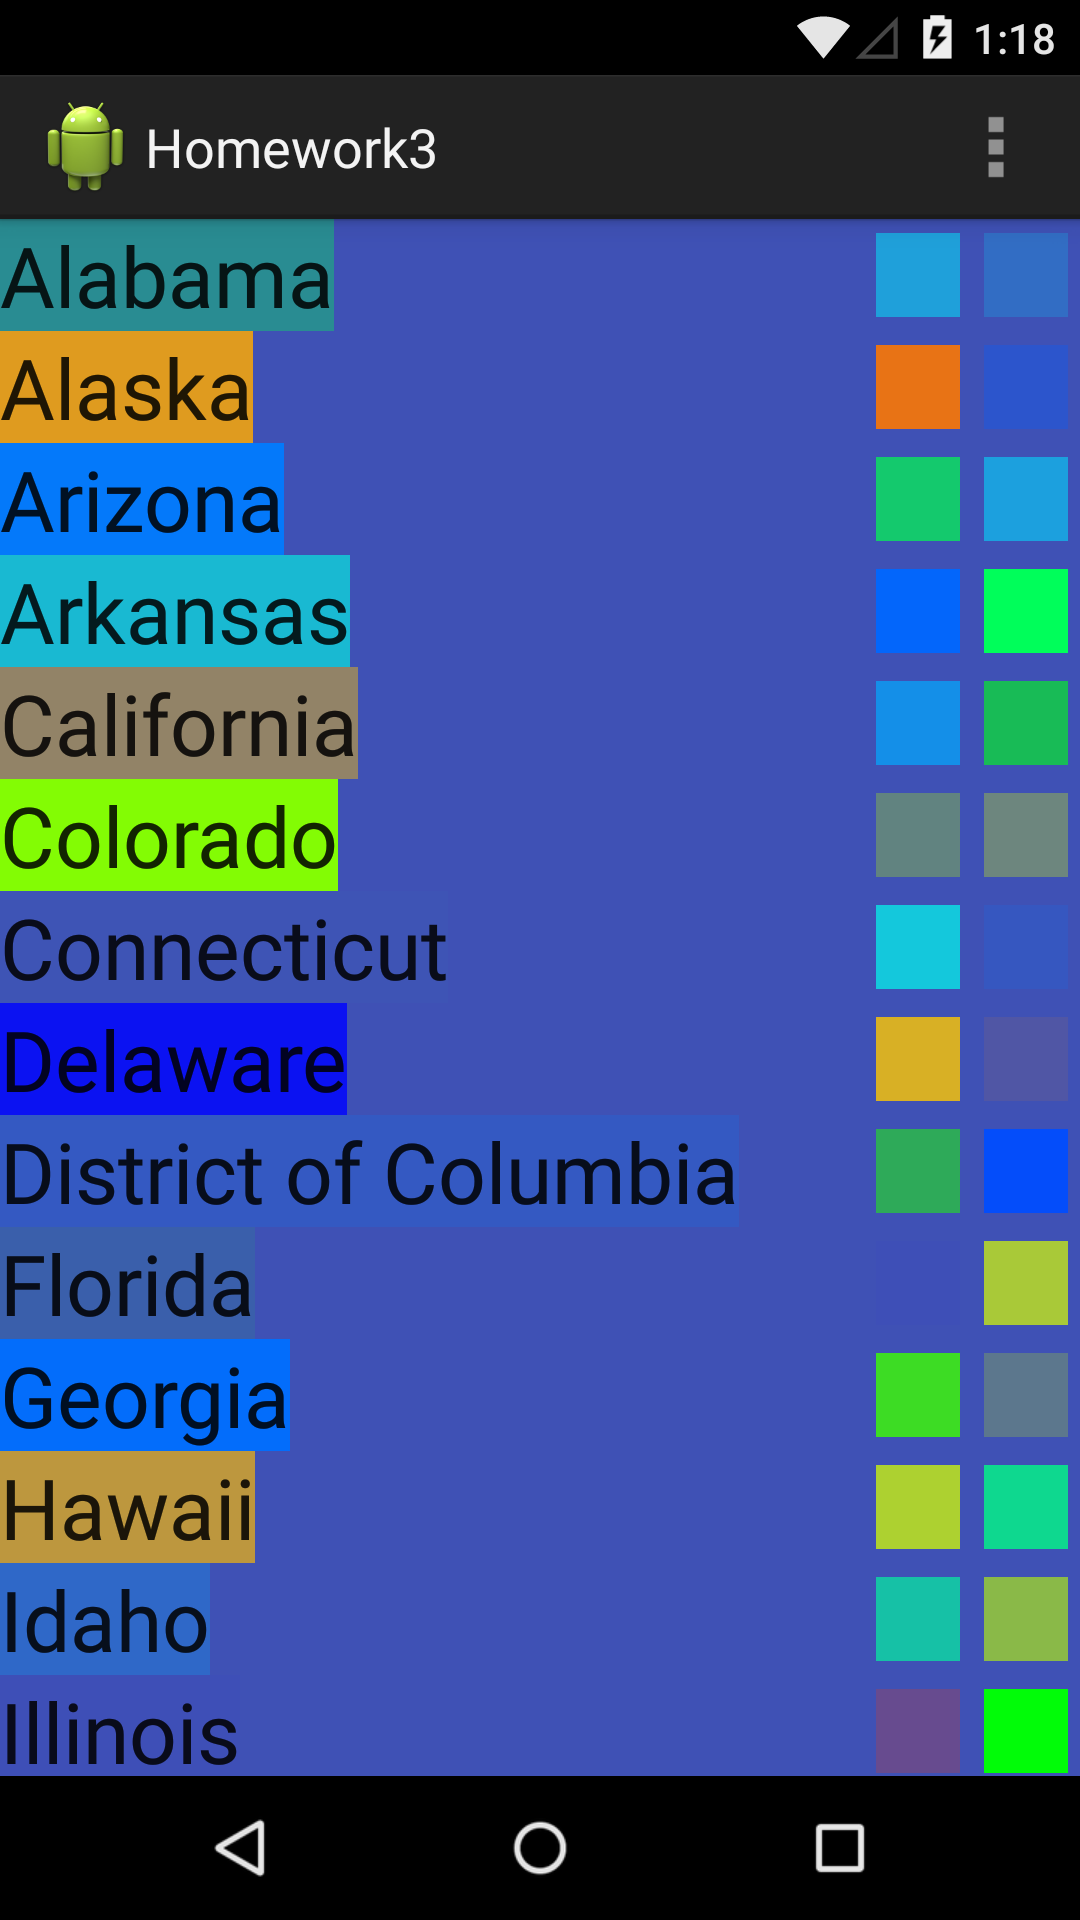 1:18
Homework3
Alabama
Alaska
Arizona
Arkansas
California
Colorado
Connecticut
Delaware
District of Columbia
Florida
Georgia
Hawaii
Idaho
Illinois